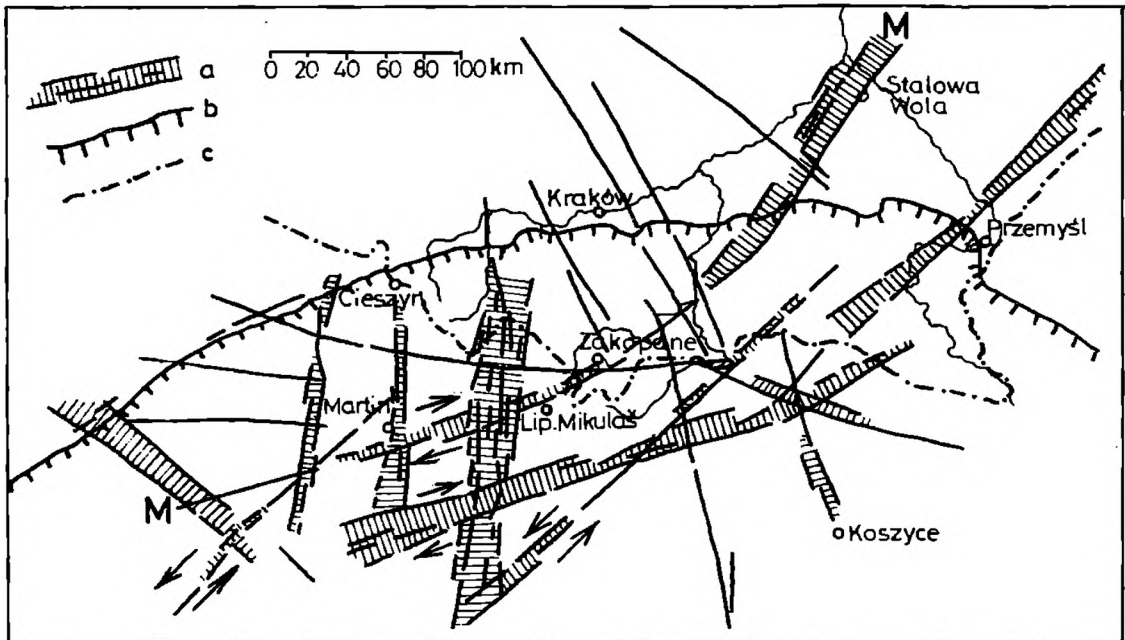 a
b
c
0 20 40 60 80 100 km
M
Stalowa
Wola
Kraków
Przemyśl
Cieszyn
Zakopane
Martin
Lip. Mikulaš
M
Koszyce